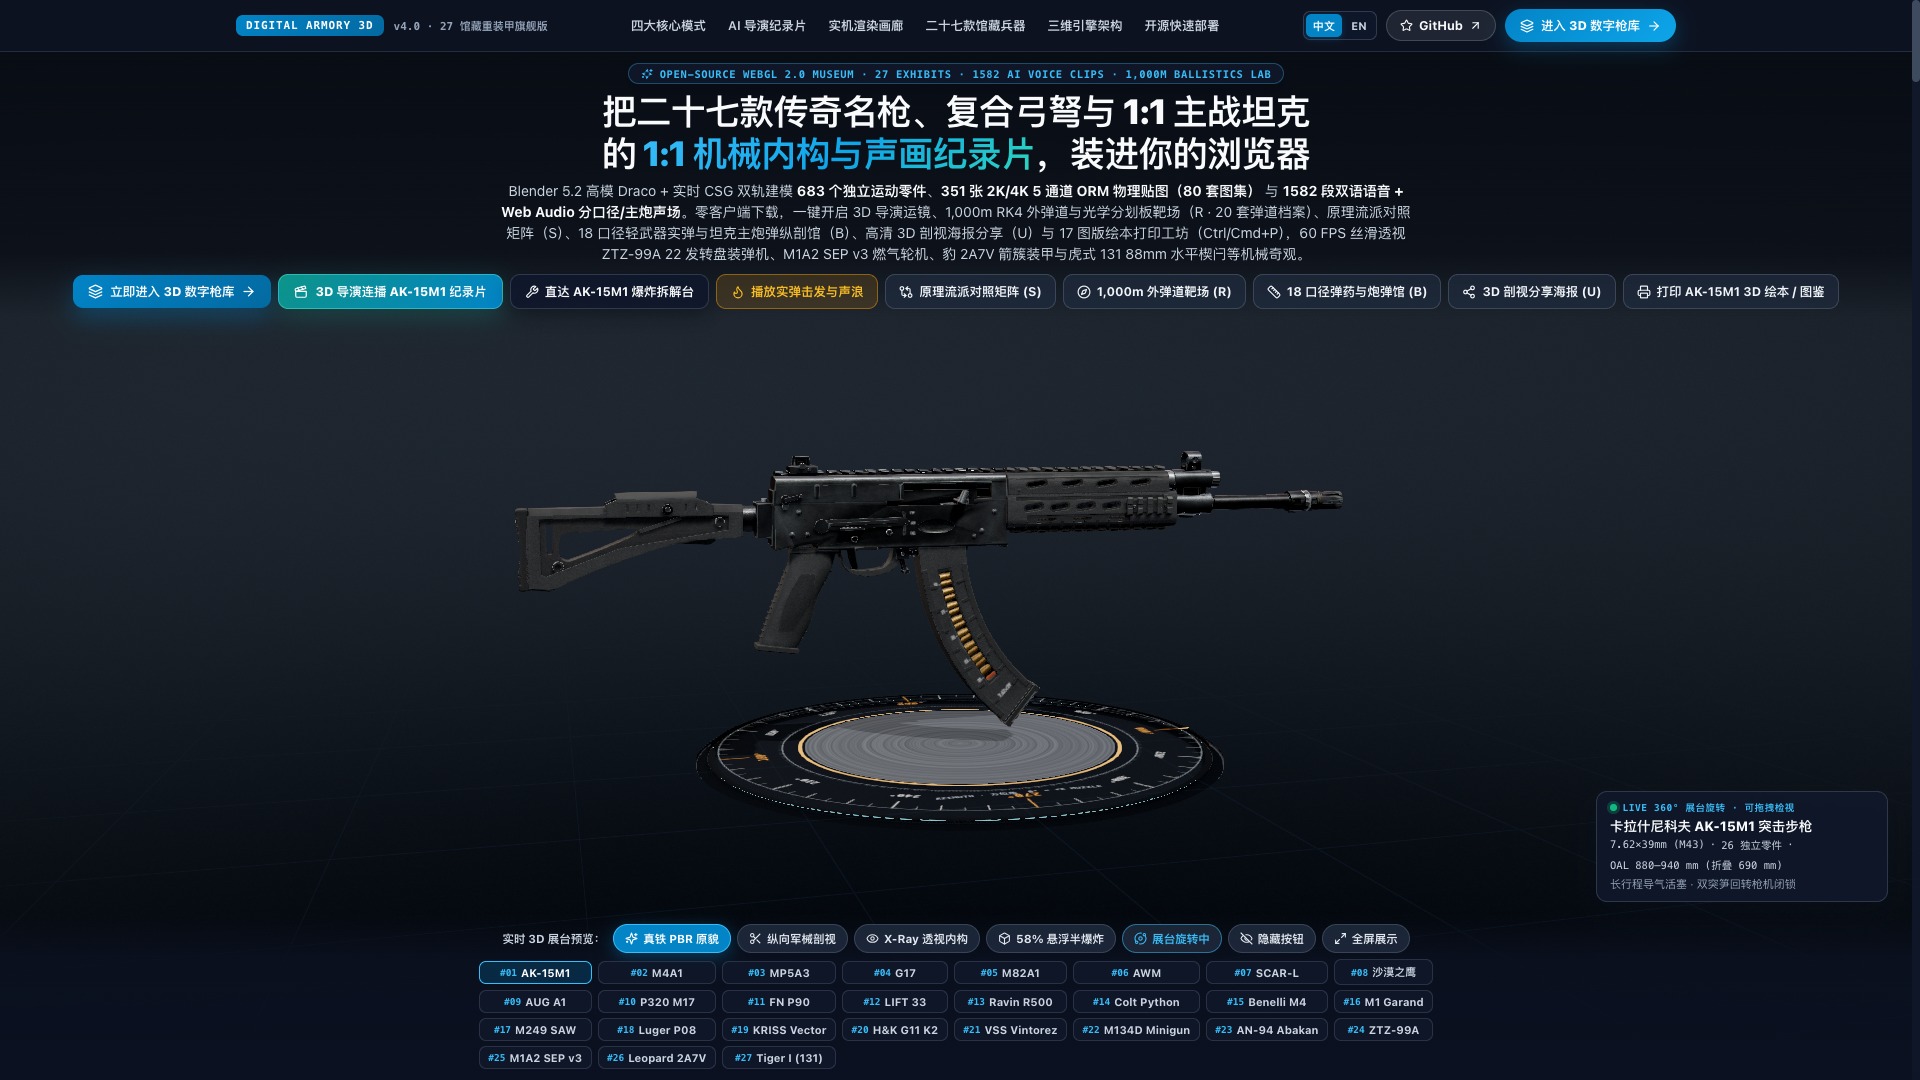 DIGITAL ARMORY 3D
v4.0 · 27 馆藏重装甲旗舰版
四大核心模式
AI 导演纪录片
实机渲染画廊
二十七款馆藏兵器
三维引擎架构
开源快速部署
中文
EN
GitHub
进入 3D 数字枪库
OPEN-SOURCE WEBGL 2.0 MUSEUM · 27 EXHIBITS · 1582 AI VOICE CLIPS · 1,000M BALLISTICS LAB
把二十七款传奇名枪、复合弓弩与 1:1 主战坦克
的 1:1 机械内构与声画纪录片，装进你的浏览器
Blender 5.2 高模 Draco + 实时 CSG 双轨建模 683 个独立运动零件、351 张 2K/4K 5 通道 ORM 物理贴图（80 套图集） 与 1582 段双语语音 +
Web Audio 分口径/主炮声场。零客户端下载，一键开启 3D 导演运镜、1,000m RK4 外弹道与光学分划板靶场（R · 20 套弹道档案）、原理流派对照
矩阵（S）、18 口径轻武器实弹与坦克主炮弹纵剖馆（B）、高清 3D 剖视海报分享（U）与 17 图版绘本打印工坊（Ctrl/Cmd+P），60 FPS 丝滑透视
ZTZ-99A 22 发转盘装弹机、M1A2 SEP v3 燃气轮机、豹 2A7V 箭簇装甲与虎式 131 88mm 水平楔闩等机械奇观。
立即进入 3D 数字枪库
3D 导演连播 AK-15M1 纪录片
直达 AK-15M1 爆炸拆解台
播放实弹击发与声浪
原理流派对照矩阵 (S)
1,000m 外弹道靶场 (R)
18 口径弹药与炮弹馆 (B)
3D 剖视分享海报 (U)
打印 AK-15M1 3D 绘本 / 图鉴
LIVE 360° 展台旋转 · 可拖拽检视
卡拉什尼科夫 AK-15M1 突击步枪
7.62×39mm (M43) · 26 独立零件 ·
OAL 880–940 mm (折叠 690 mm)
长行程导气活塞 · 双突笋回转枪机闭锁
实时 3D 展台预览：
真铁 PBR 原貌
纵向军械剖视
X-Ray 透视内构
58% 悬浮半爆炸
展台旋转中
隐藏按钮
全屏展示
#01 AK-15M1
#02 M4A1
#03 MP5A3
#04 G17
#05 M82A1
#06 AWM
#07 SCAR-L
#08 沙漠之鹰
#09 AUG A1
#10 P320 M17
#11 FN P90
#12 LIFT 33
#13 Ravin R500
#14 Colt Python
#15 Benelli M4
#16 M1 Garand
#17 M249 SAW
#18 Luger P08
#19 KRISS Vector
#20 H&K G11 K2
#21 VSS Vintorez
#22 M134D Minigun
#23 AN-94 Abakan
#24 ZTZ-99A
#25 M1A2 SEP v3
#26 Leopard 2A7V
#27 Tiger I (131)